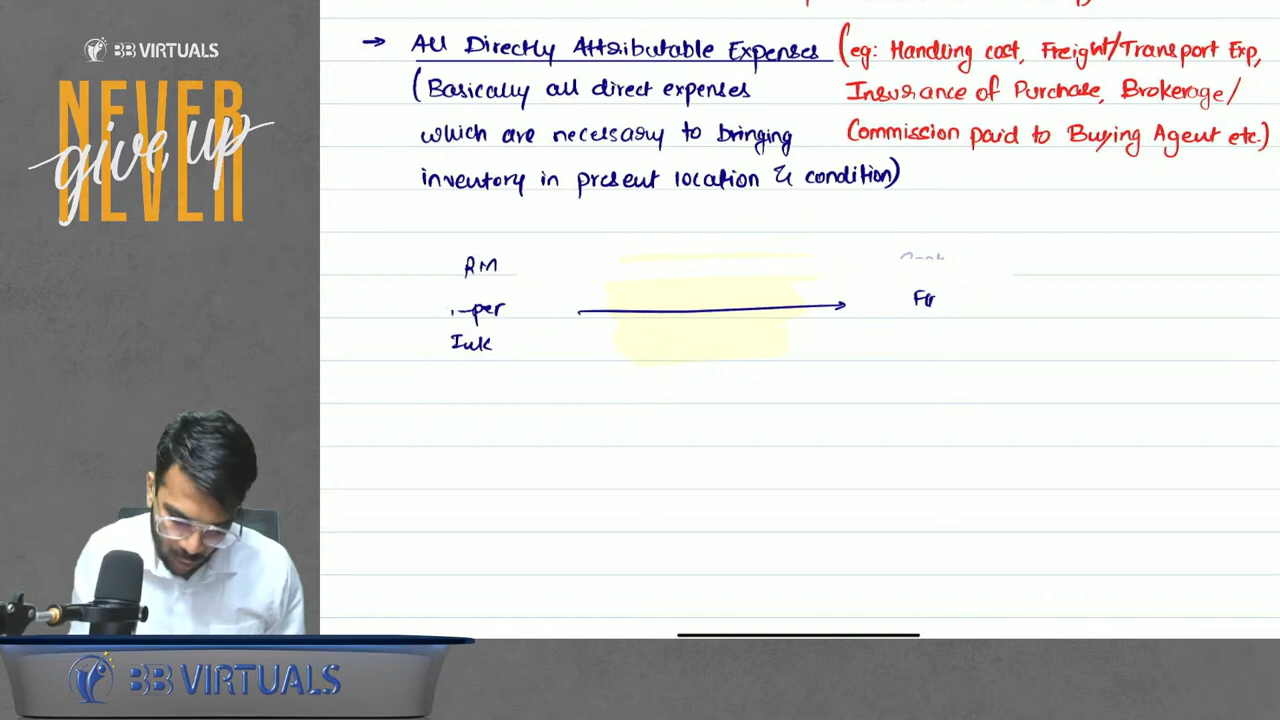 BB VIRTUALS
NEVER
give up
NEVER
→ All Directly Attributable Expenses (eg: Handling cost, Freight/Transport Exp,
(Basically all direct expenses Insurance of Purchase, Brokerage/
which are necessary to bringing Commission paid to Buying Agent etc.)
inventory in present location & condition)
RM
Ink
BB VIRTUALS